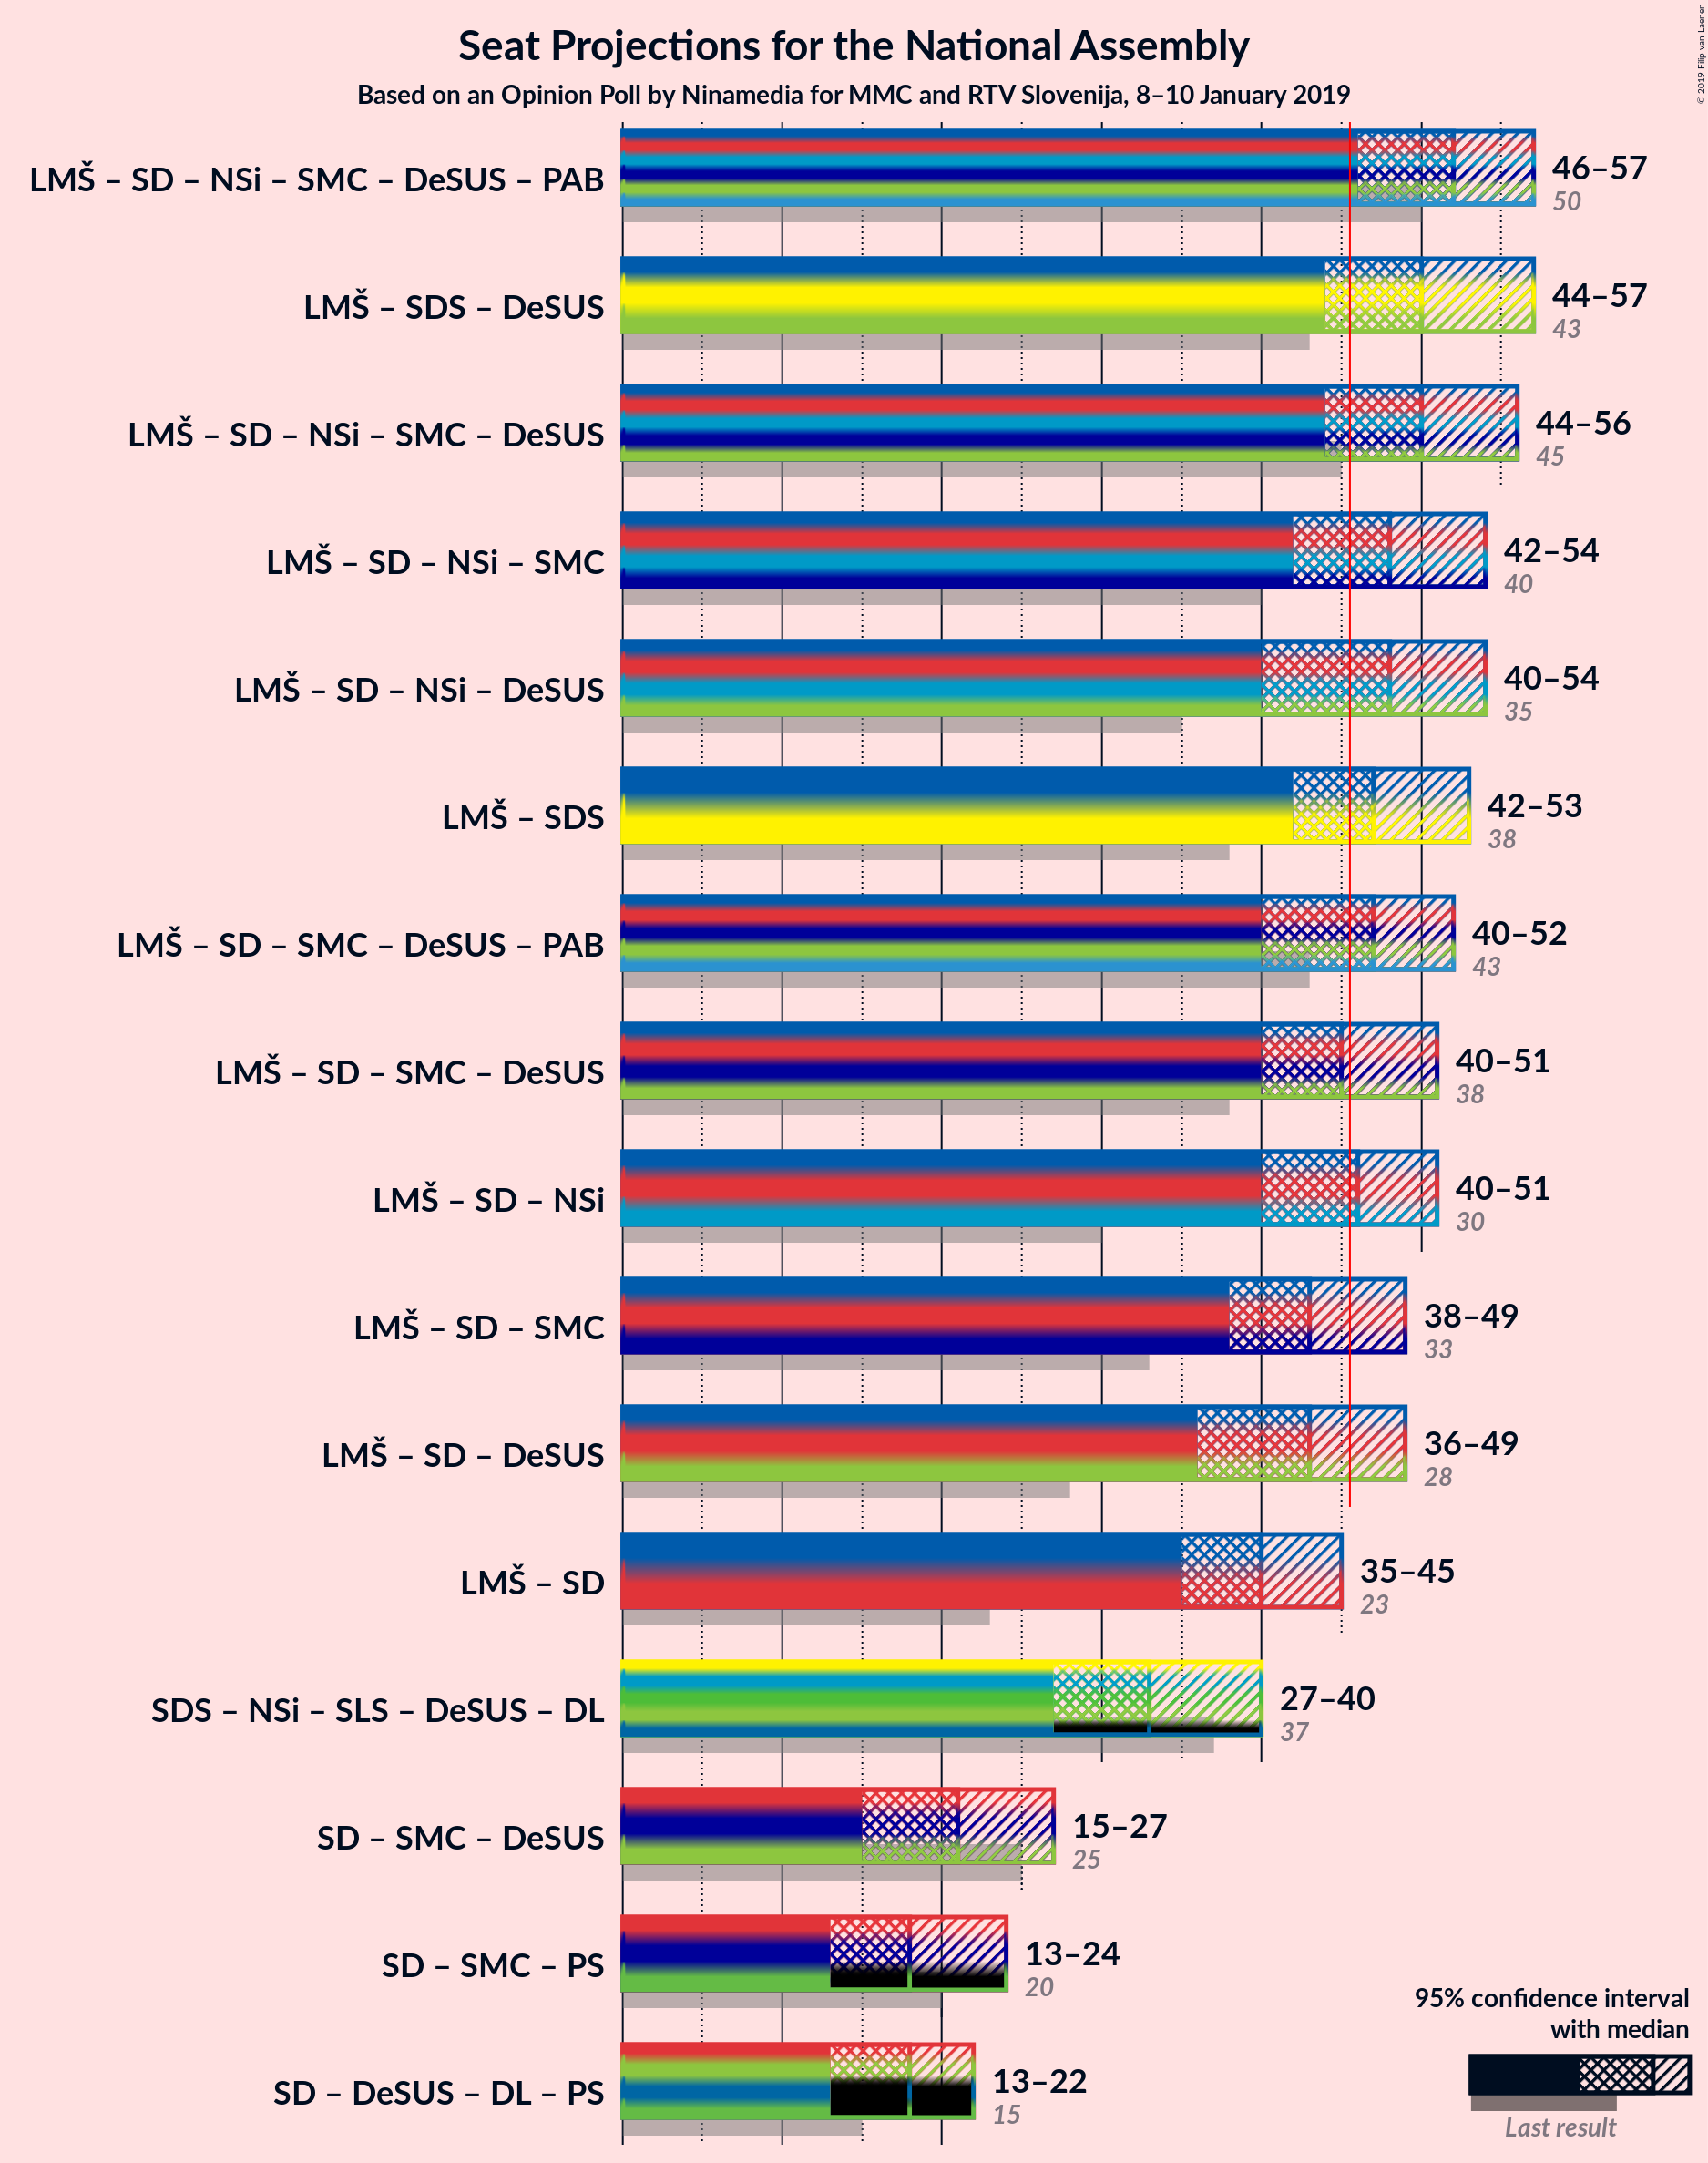 Seat Projections for the National Assembly
Based on an Opinion Poll by Ninamedia for MMC and RTV Slovenija, 8–10 January 2019
© 2019 Filip van Laenen
LMŠ – SD – NSi – SMC – DeSUS – PAB
46–57
50
LMŠ – SDS – DeSUS
44–57
43
LMŠ – SD – NSi – SMC – DeSUS
44–56
45
LMŠ – SD – NSi – SMC
42–54
40
LMŠ – SD – NSi – DeSUS
40–54
35
LMŠ – SDS
42–53
38
LMŠ – SD – SMC – DeSUS – PAB
40–52
43
LMŠ – SD – SMC – DeSUS
40–51
38
LMŠ – SD – NSi
40–51
30
LMŠ – SD – SMC
38–49
33
LMŠ – SD – DeSUS
36–49
28
LMŠ – SD
35–45
23
SDS – NSi – SLS – DeSUS – DL
27–40
37
SD – SMC – DeSUS
15–27
25
SD – SMC – PS
13–24
20
SD – DeSUS – DL – PS
13–22
15
95% confidence interval
with median
Last result